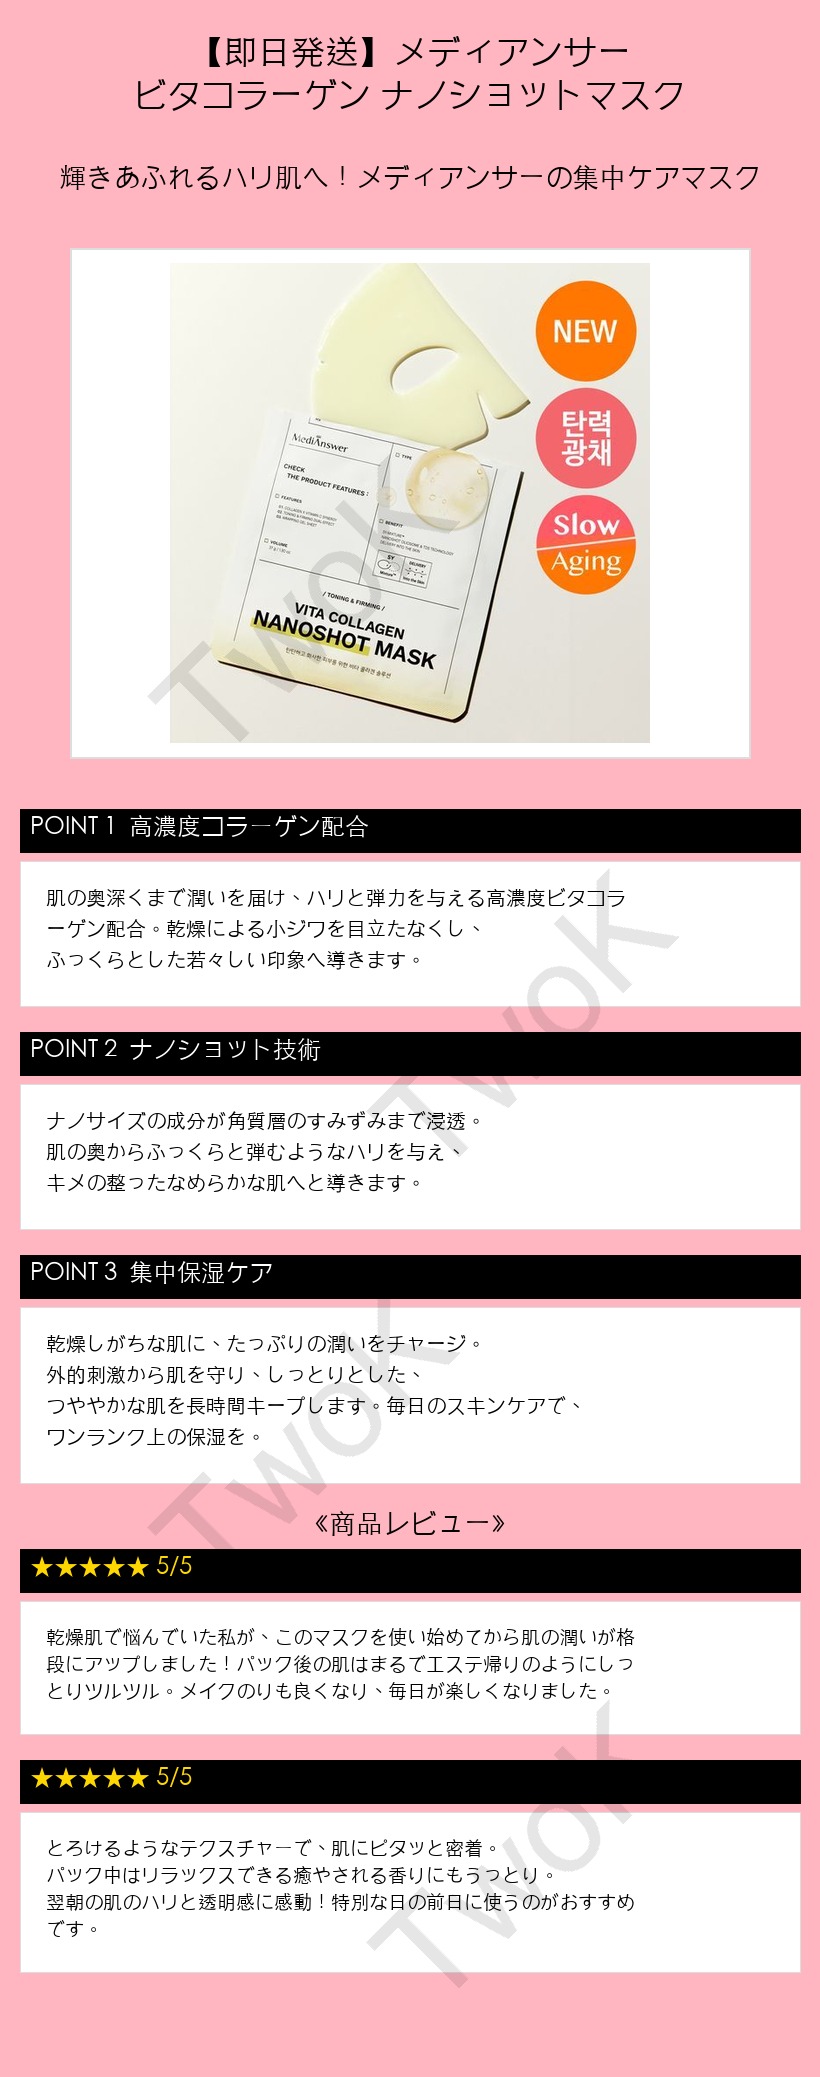 【即日発送】メディアンサー
ビタコラーゲン ナノショットマスク
輝きあふれるハリ肌へ！メディアンサーの集中ケアマスク
NEW
탄력
광채
Slow
Aging
MediAnswer
TYPE
CHECK
THE PRODUCT FEATURES :
FEATURES
BENEFIT
VOLUME
DELIVERY
Into the Skin
/ TONING & FIRMING /
VITA COLLAGEN
NANOSHOT MASK
TwoK
POINT 1 高濃度コラーゲン配合
肌の奥深くまで潤いを届け、ハリと弾力を与える高濃度ビタコラ
ーゲン配合。乾燥による小ジワを目立たなくし、
ふっくらとした若々しい印象へ導きます。
TwoK
POINT 2 ナノショット技術
ナノサイズの成分が角質層のすみずみまで浸透。
肌の奥からふっくらと弾むようなハリを与え、
キメの整ったなめらかな肌へと導きます。
POINT 3 集中保湿ケア
乾燥しがちな肌に、たっぷりの潤いをチャージ。
外的刺激から肌を守り、しっとりとした、
つややかな肌を長時間キープします。毎日のスキンケアで、
ワンランク上の保湿を。
TwoK
《商品レビュー》
★★★★★ 5/5
乾燥肌で悩んでいた私が、このマスクを使い始めてから肌の潤いが格
段にアップしました！パック後の肌はまるでエステ帰りのようにしっ
とりツルツル。メイクのりも良くなり、毎日が楽しくなりました。
★★★★★ 5/5
とろけるようなテクスチャーで、肌にピタッと密着。
パック中はリラックスできる癒やされる香りにもうっとり。
翌朝の肌のハリと透明感に感動！特別な日の前日に使うのがおすすめ
です。
TwoK